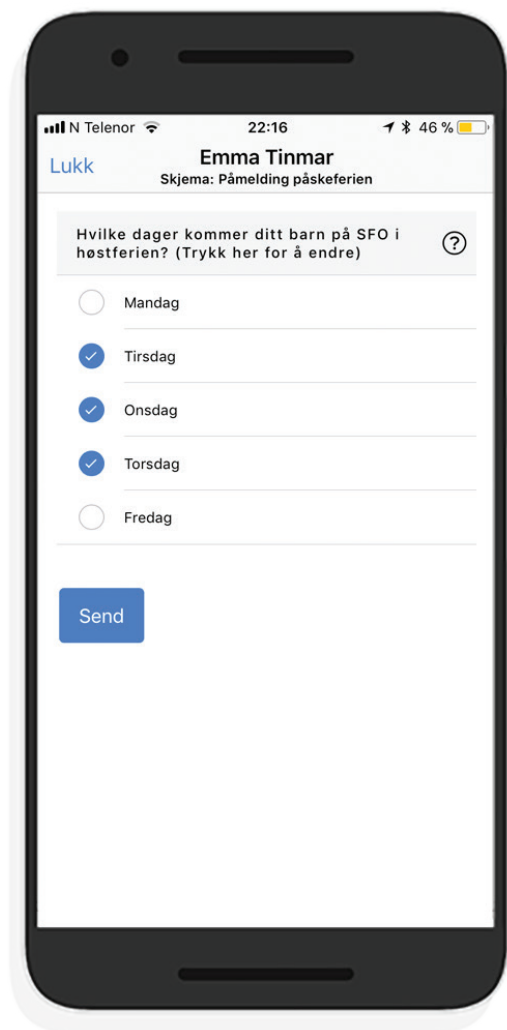 N Telenor 22:16 46 %
Lukk Emma Tinmar
Skjema: Påmelding påskeferien
Hvilke dager kommer ditt barn på SFO i
høstferien? (Trykk her for å endre)
?
Mandag
Tirsdag
Onsdag
Torsdag
Fredag
Send